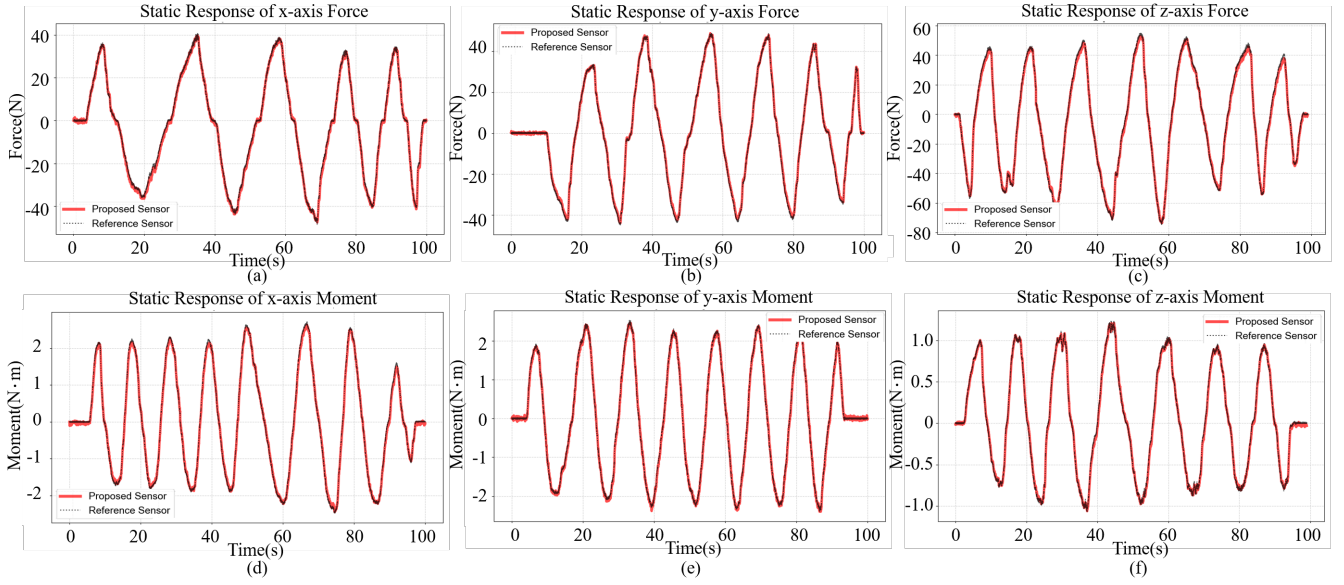 Static Response of x-axis Force
40
20
0
-20
-40
Force(N)
Proposed Sensor
Reference Sensor
0 20 40 60 80 100
Time(s)
(a)
Static Response of y-axis Force
40
20
0
-20
-40
Force(N)
Proposed Sensor
Reference Sensor
0 20 40 60 80 100
Time(s)
(b)
Static Response of z-axis Force
60
40
20
0
-20
-40
-60
-80
Force(N)
Proposed Sensor
Reference Sensor
0 20 40 60 80 100
Time(s)
(c)
Static Response of x-axis Moment
2
1
0
-1
-2
Moment(N·m)
Proposed Sensor
Reference Sensor
0 20 40 60 80 100
Time(s)
(d)
Static Response of y-axis Moment
2
1
0
-1
-2
Moment(N·m)
Proposed Sensor
Reference Sensor
0 20 40 60 80 100
Time(s)
(e)
Static Response of z-axis Moment
1.0
0.5
0
-0.5
-1.0
Moment(N·m)
Proposed Sensor
Reference Sensor
0 20 40 60 80 100
Time(s)
(f)